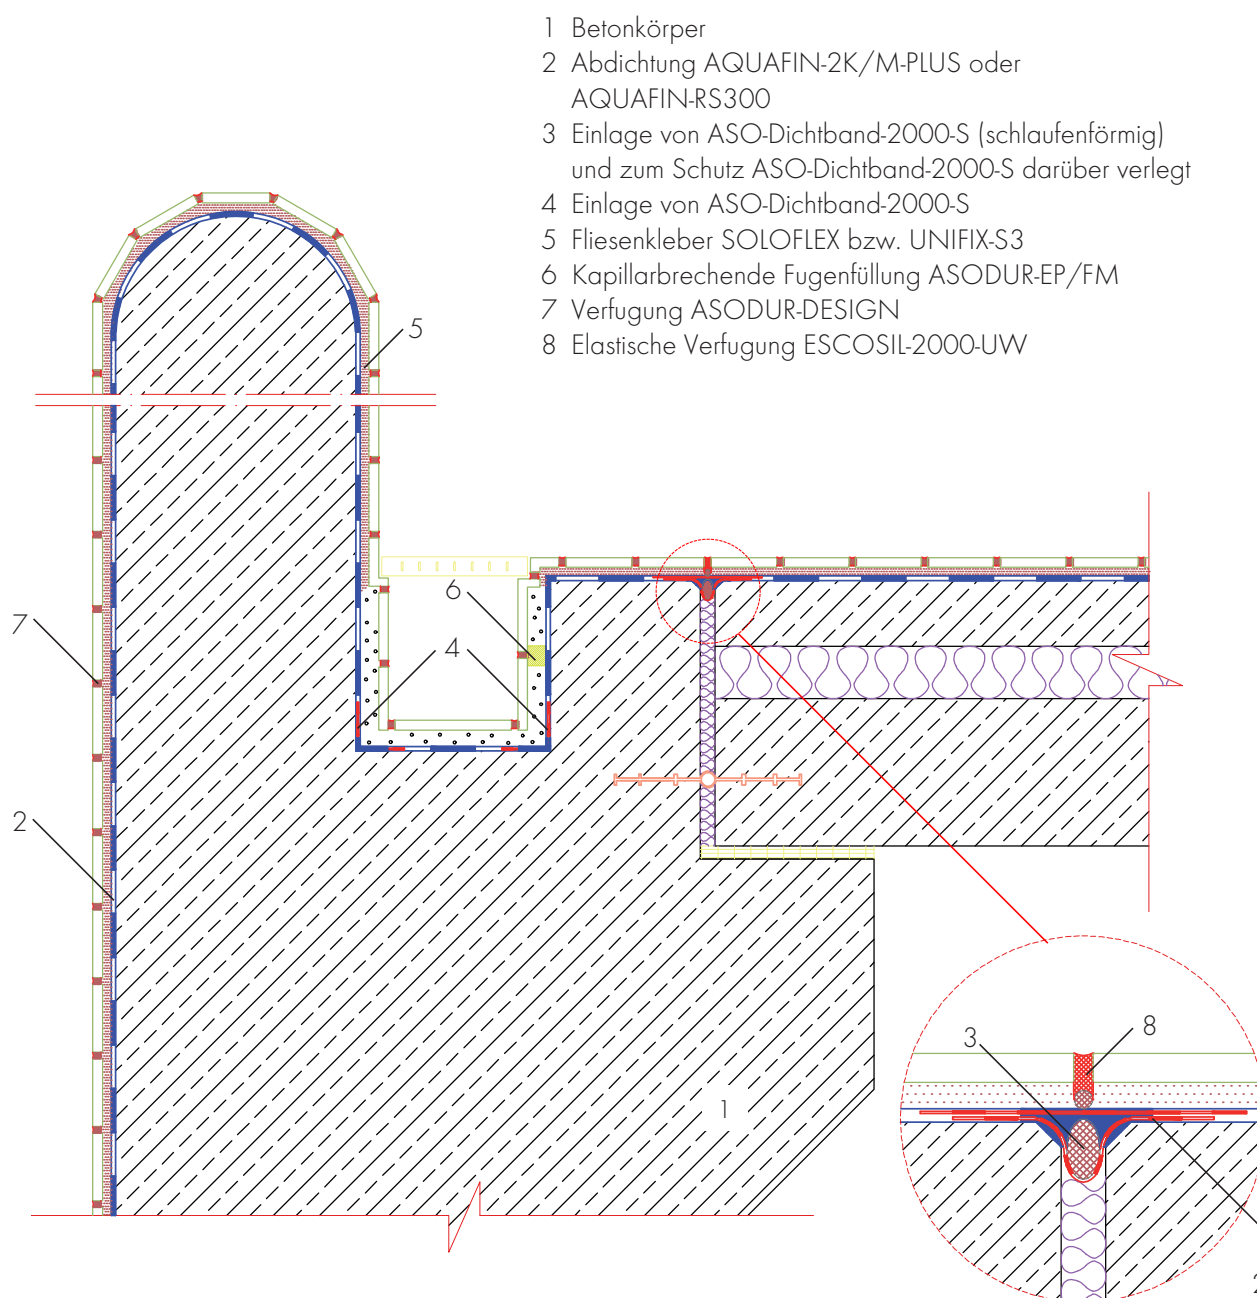 1 Betonkörper
2 Abdichtung AQUAFIN-2K/M-PLUS oder
AQUAFIN-RS300
3 Einlage von ASO-Dichtband-2000-S (schlaufenförmig)
und zum Schutz ASO-Dichtband-2000-S darüber verlegt
4 Einlage von ASO-Dichtband-2000-S
5 Fliesenkleber SOLOFLEX bzw. UNIFIX-S3
6 Kapillarbrechende Fugenfüllung ASODUR-EP/FM
7 Verfugung ASODUR-DESIGN
8 Elastische Verfugung ESCOSIL-2000-UW
5
6
7
4
2
3
8
1